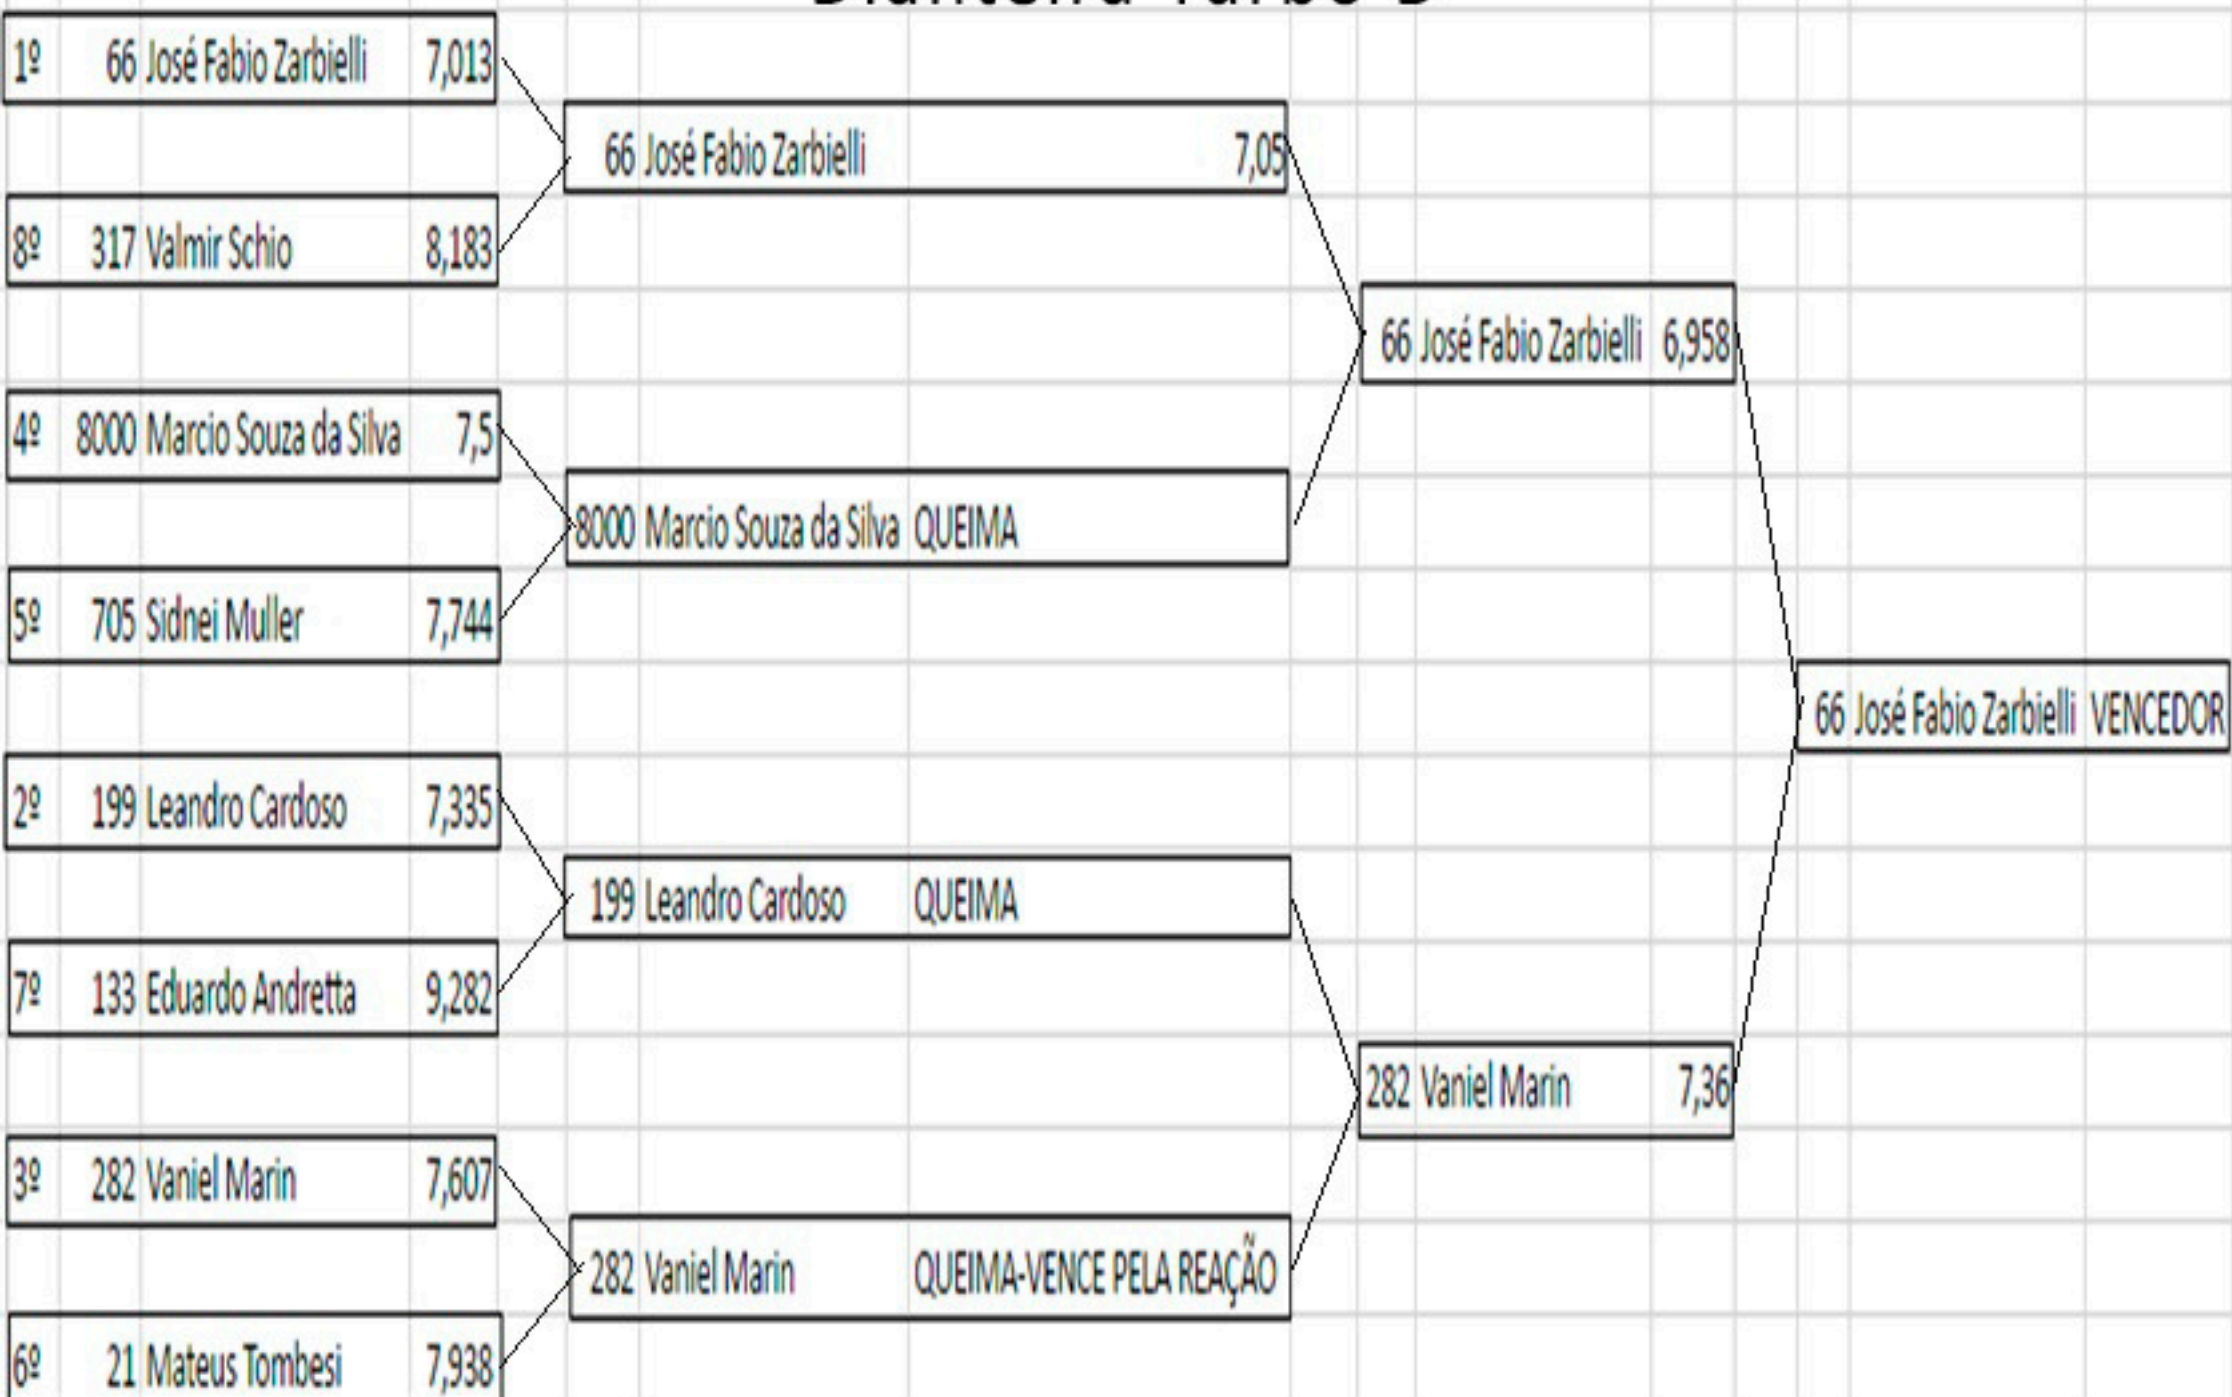 1º 66 José Fabio Zarbielli 7,013
66 José Fabio Zarbielli 7,05
8º 317 Valmir Schio 8,183
66 José Fabio Zarbielli 6,958
4º 8000 Marcio Souza da Silva 7,5
8000 Marcio Souza da Silva QUEIMA
5º 705 Sidnei Muller 7,744
66 José Fabio Zarbielli VENCEDOR
2º 199 Leandro Cardoso 7,335
199 Leandro Cardoso QUEIMA
7º 133 Eduardo Andretta 9,282
282 Vaniel Marin 7,36
3º 282 Vaniel Marin 7,607
282 Vaniel Marin QUEIMA-VENCE PELA REAÇÃO
6º 21 Mateus Tombesi 7,938